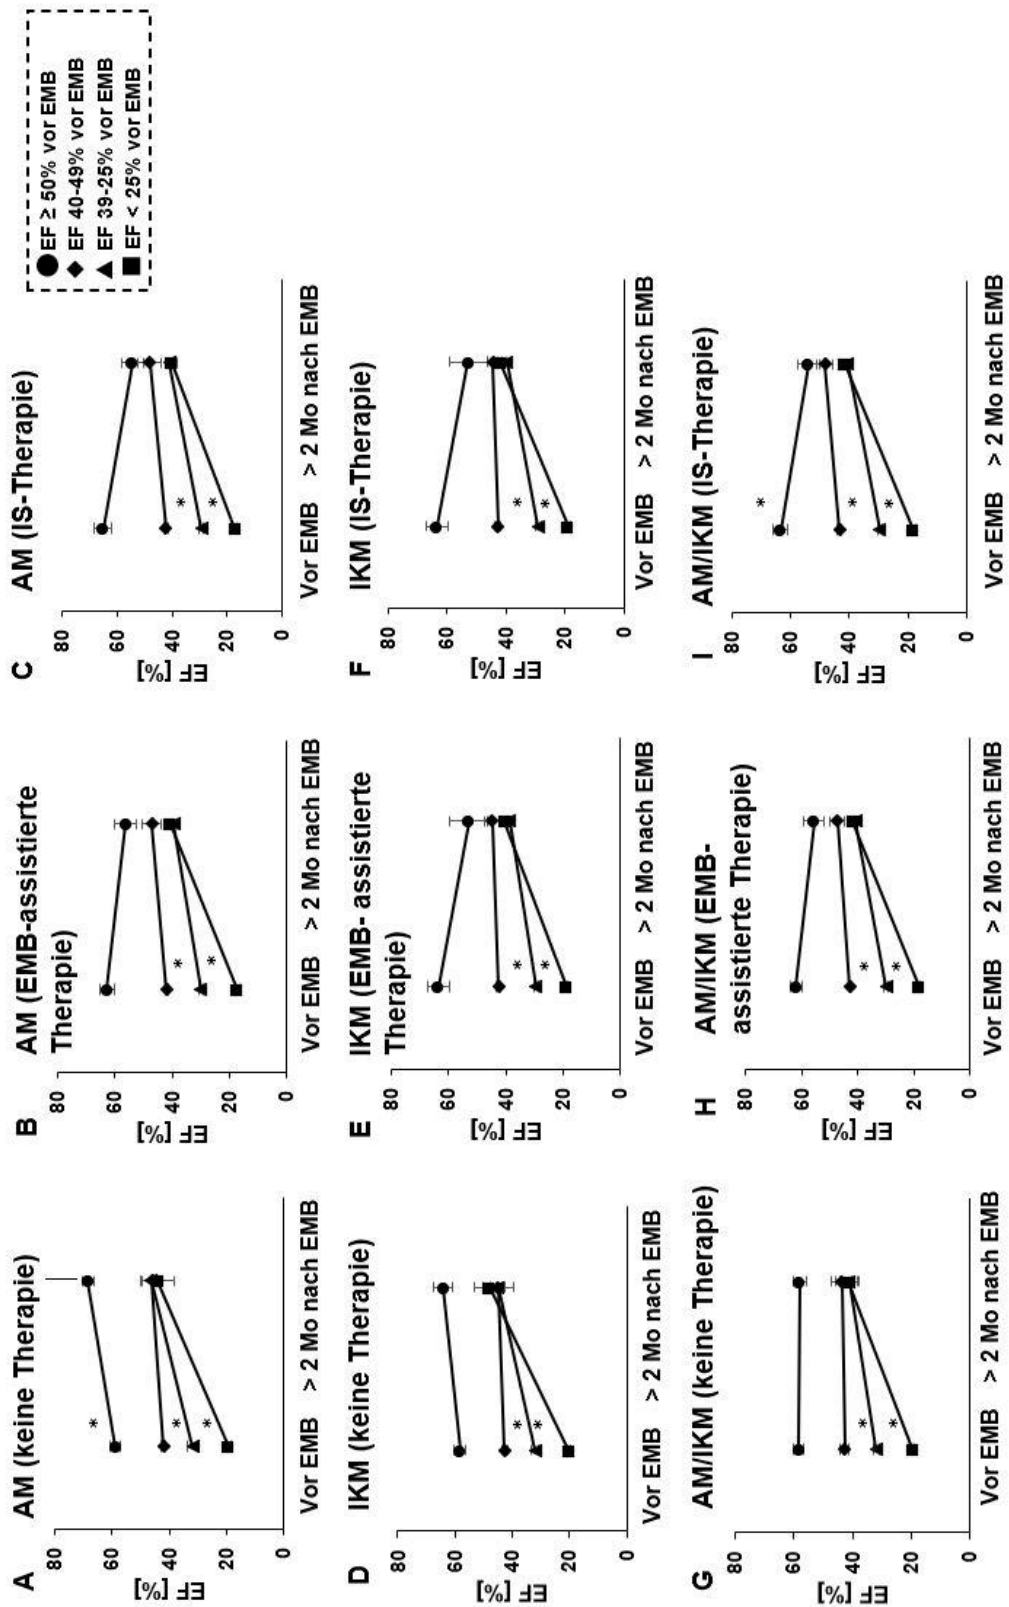 A
AM (keine Therapie)
EF [%]
80
60
40
20
0
*
*
*
Vor EMB > 2 Mo nach EMB
B
AM (EMB-assistierte
Therapie)
EF [%]
80
60
40
20
0
*
*
Vor EMB > 2 Mo nach EMB
C
AM (IS-Therapie)
EF [%]
80
60
40
20
0
*
*
Vor EMB > 2 Mo nach EMB
EF ≥ 50% vor EMB
EF 40-49% vor EMB
EF 39-25% vor EMB
EF < 25% vor EMB
D
IKM (keine Therapie)
EF [%]
80
60
40
20
0
*
*
Vor EMB > 2 Mo nach EMB
E
IKM (EMB- assistierte
Therapie)
EF [%]
80
60
40
20
0
*
*
Vor EMB > 2 Mo nach EMB
F
IKM (IS-Therapie)
EF [%]
80
60
40
20
0
*
*
Vor EMB > 2 Mo nach EMB
G
AM/IKM (keine Therapie)
EF [%]
80
60
40
20
0
*
*
Vor EMB > 2 Mo nach EMB
H
AM/IKM (EMB-
assistierte Therapie)
EF [%]
80
60
40
20
0
*
*
Vor EMB > 2 Mo nach EMB
I
AM/IKM (IS-Therapie)
EF [%]
80
60
40
20
0
*
*
*
Vor EMB > 2 Mo nach EMB